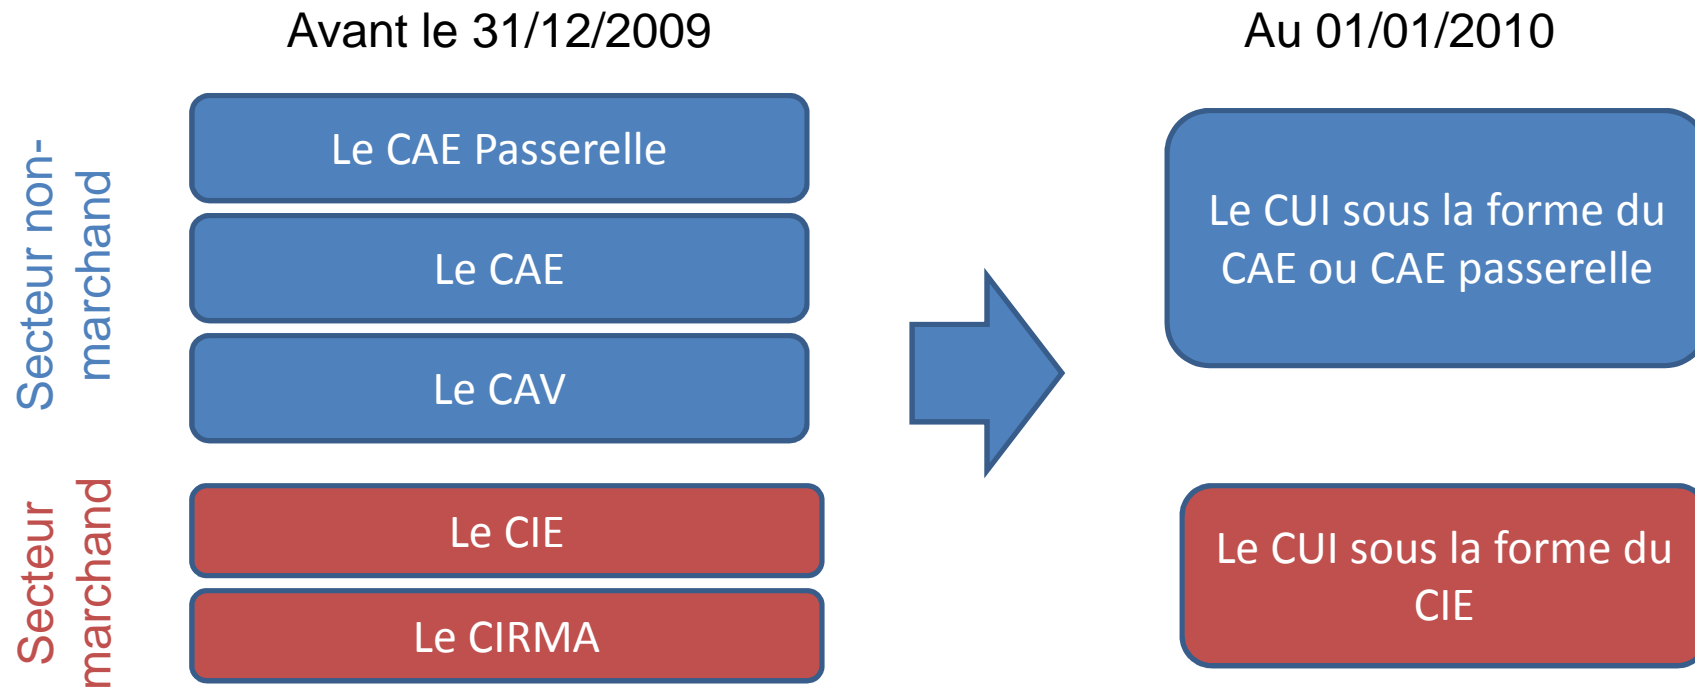 Avant le 31/12/2009
Au 01/01/2010
Secteur non-
marchand
Le CAE Passerelle
Le CAE
Le CAV
Le CUI sous la forme du
CAE ou CAE passerelle
Secteur
marchand
Le CIE
Le CIRMA
Le CUI sous la forme du
CIE